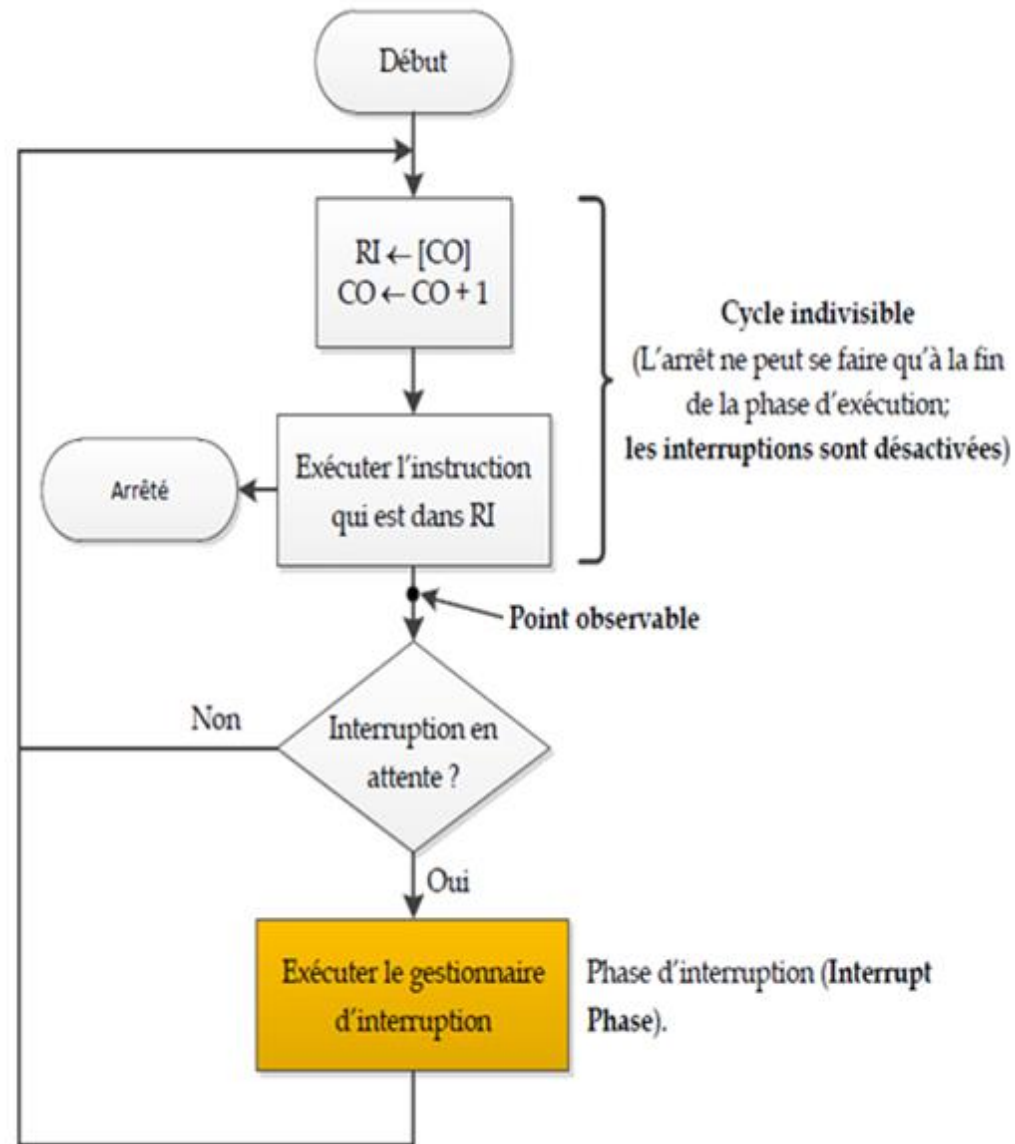 Début
RI ← [CO]
CO ← CO + 1
Cycle indivisible
(L'arrêt ne peut se faire qu'à la fin
de la phase d'exécution;
les interruptions sont désactivées)
Exécuter l'instruction
qui est dans RI
Arrêté
Point observable
Non
Interruption en
attente ?
Oui
Exécuter le gestionnaire
d'interruption
Phase d'interruption (Interrupt
Phase).